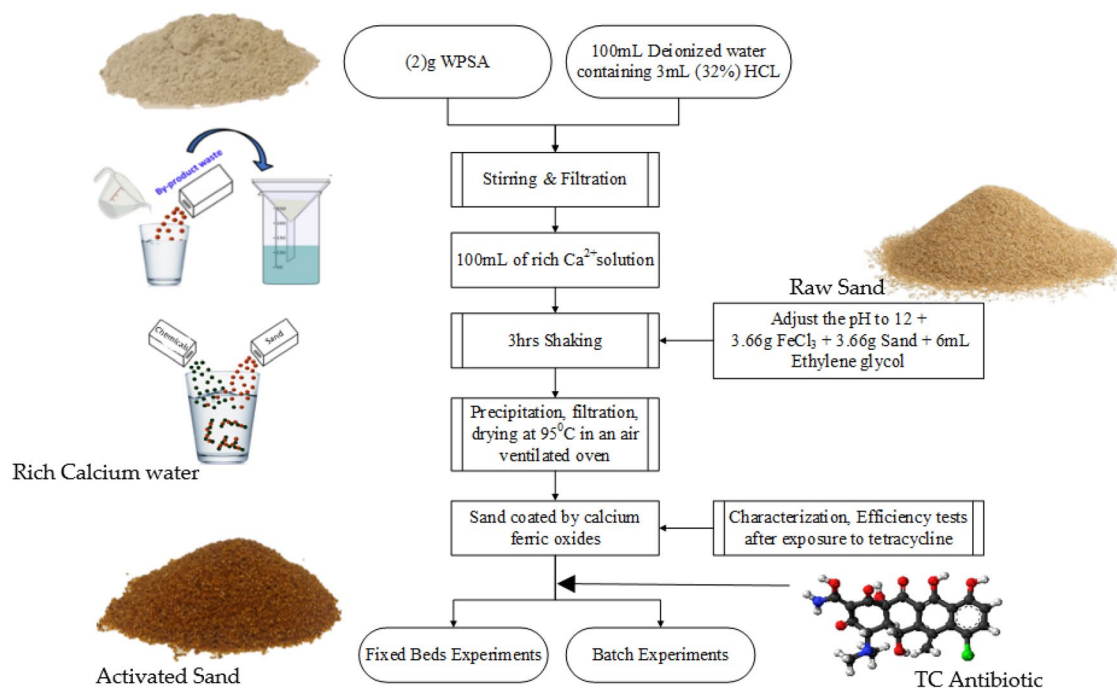 (2)g WPSA
100mL Deionized water
containing 3mL (32%) HCL
By-product waste
Stirring & Filtration
100mL of rich Ca²⁺ solution
Raw Sand
Chemicals
Sand
3hrs Shaking
Adjust the pH to 12 +
3.66g FeCl₃ + 3.66g Sand + 6mL
Ethylene glycol
Precipitation, filtration,
drying at 95⁰C in an air
ventilated oven
Rich Calcium water
Sand coated by calcium
ferric oxides
Characterization, Efficiency tests
after exposure to tetracycline
Fixed Beds Experiments
Batch Experiments
Activated Sand
TC Antibiotic